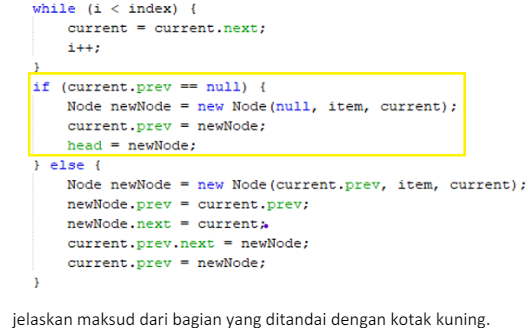 while (i < index) {
current = current.next;
i++;
}
if (current.prev == null) {
Node newNode = new Node(null, item, current);
current.prev = newNode;
head = newNode;
} else {
Node newNode = new Node(current.prev, item, current);
newNode.prev = current.prev;
newNode.next = current;
current.prev.next = newNode;
current.prev = newNode;
}
jelaskan maksud dari bagian yang ditandai dengan kotak kuning.